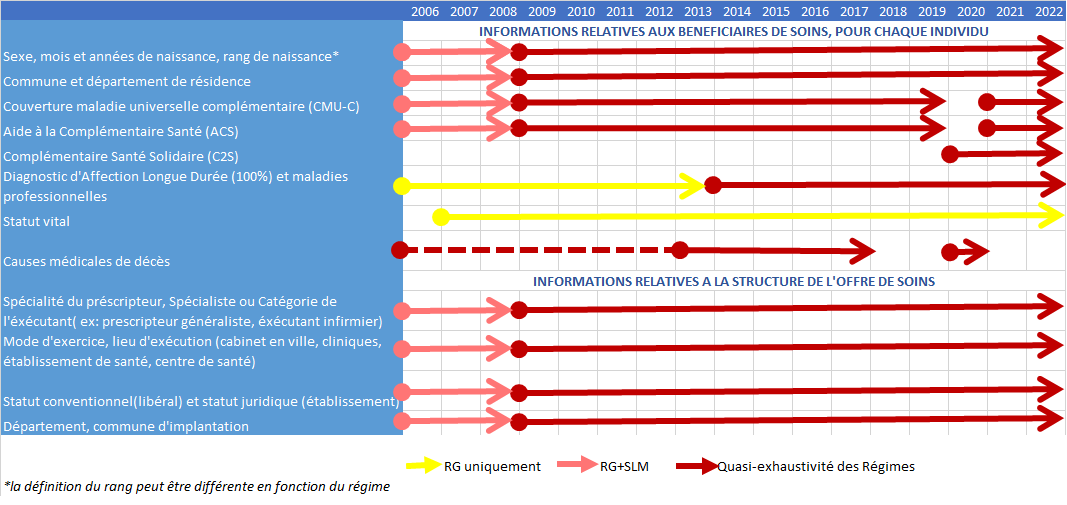 2006 2007 2008 2009 2010 2011 2012 2013 2014 2015 2016 2017 2018 2019 2020 2021 2022
INFORMATIONS RELATIVES AUX BENEFICIAIRES DE SOINS, POUR CHAQUE INDIVIDU
Sexe, mois et années de naissance, rang de naissance*
Commune et département de résidence
Couverture maladie universelle complémentaire (CMU-C)
Aide à la Complémentaire Santé (ACS)
Complémentaire Santé Solidaire (C2S)
Diagnostic d'Affection Longue Durée (100%) et maladies
professionnelles
Statut vital
Causes médicales de décès
INFORMATIONS RELATIVES A LA STRUCTURE DE L'OFFRE DE SOINS
Spécialité du préscripteur, Spécialiste ou Catégorie de
l'éxécutant( ex: prescripteur généraliste, éxécutant infirmier)
Mode d'exercice, lieu d'exécution (cabinet en ville, cliniques,
établissement de santé, centre de santé)
Statut conventionnel(libéral) et statut juridique (établissement)
Département, commune d'implantation
RG uniquement RG+SLM Quasi-exhaustivité des Régimes
*la définition du rang peut être différente en fonction du régime